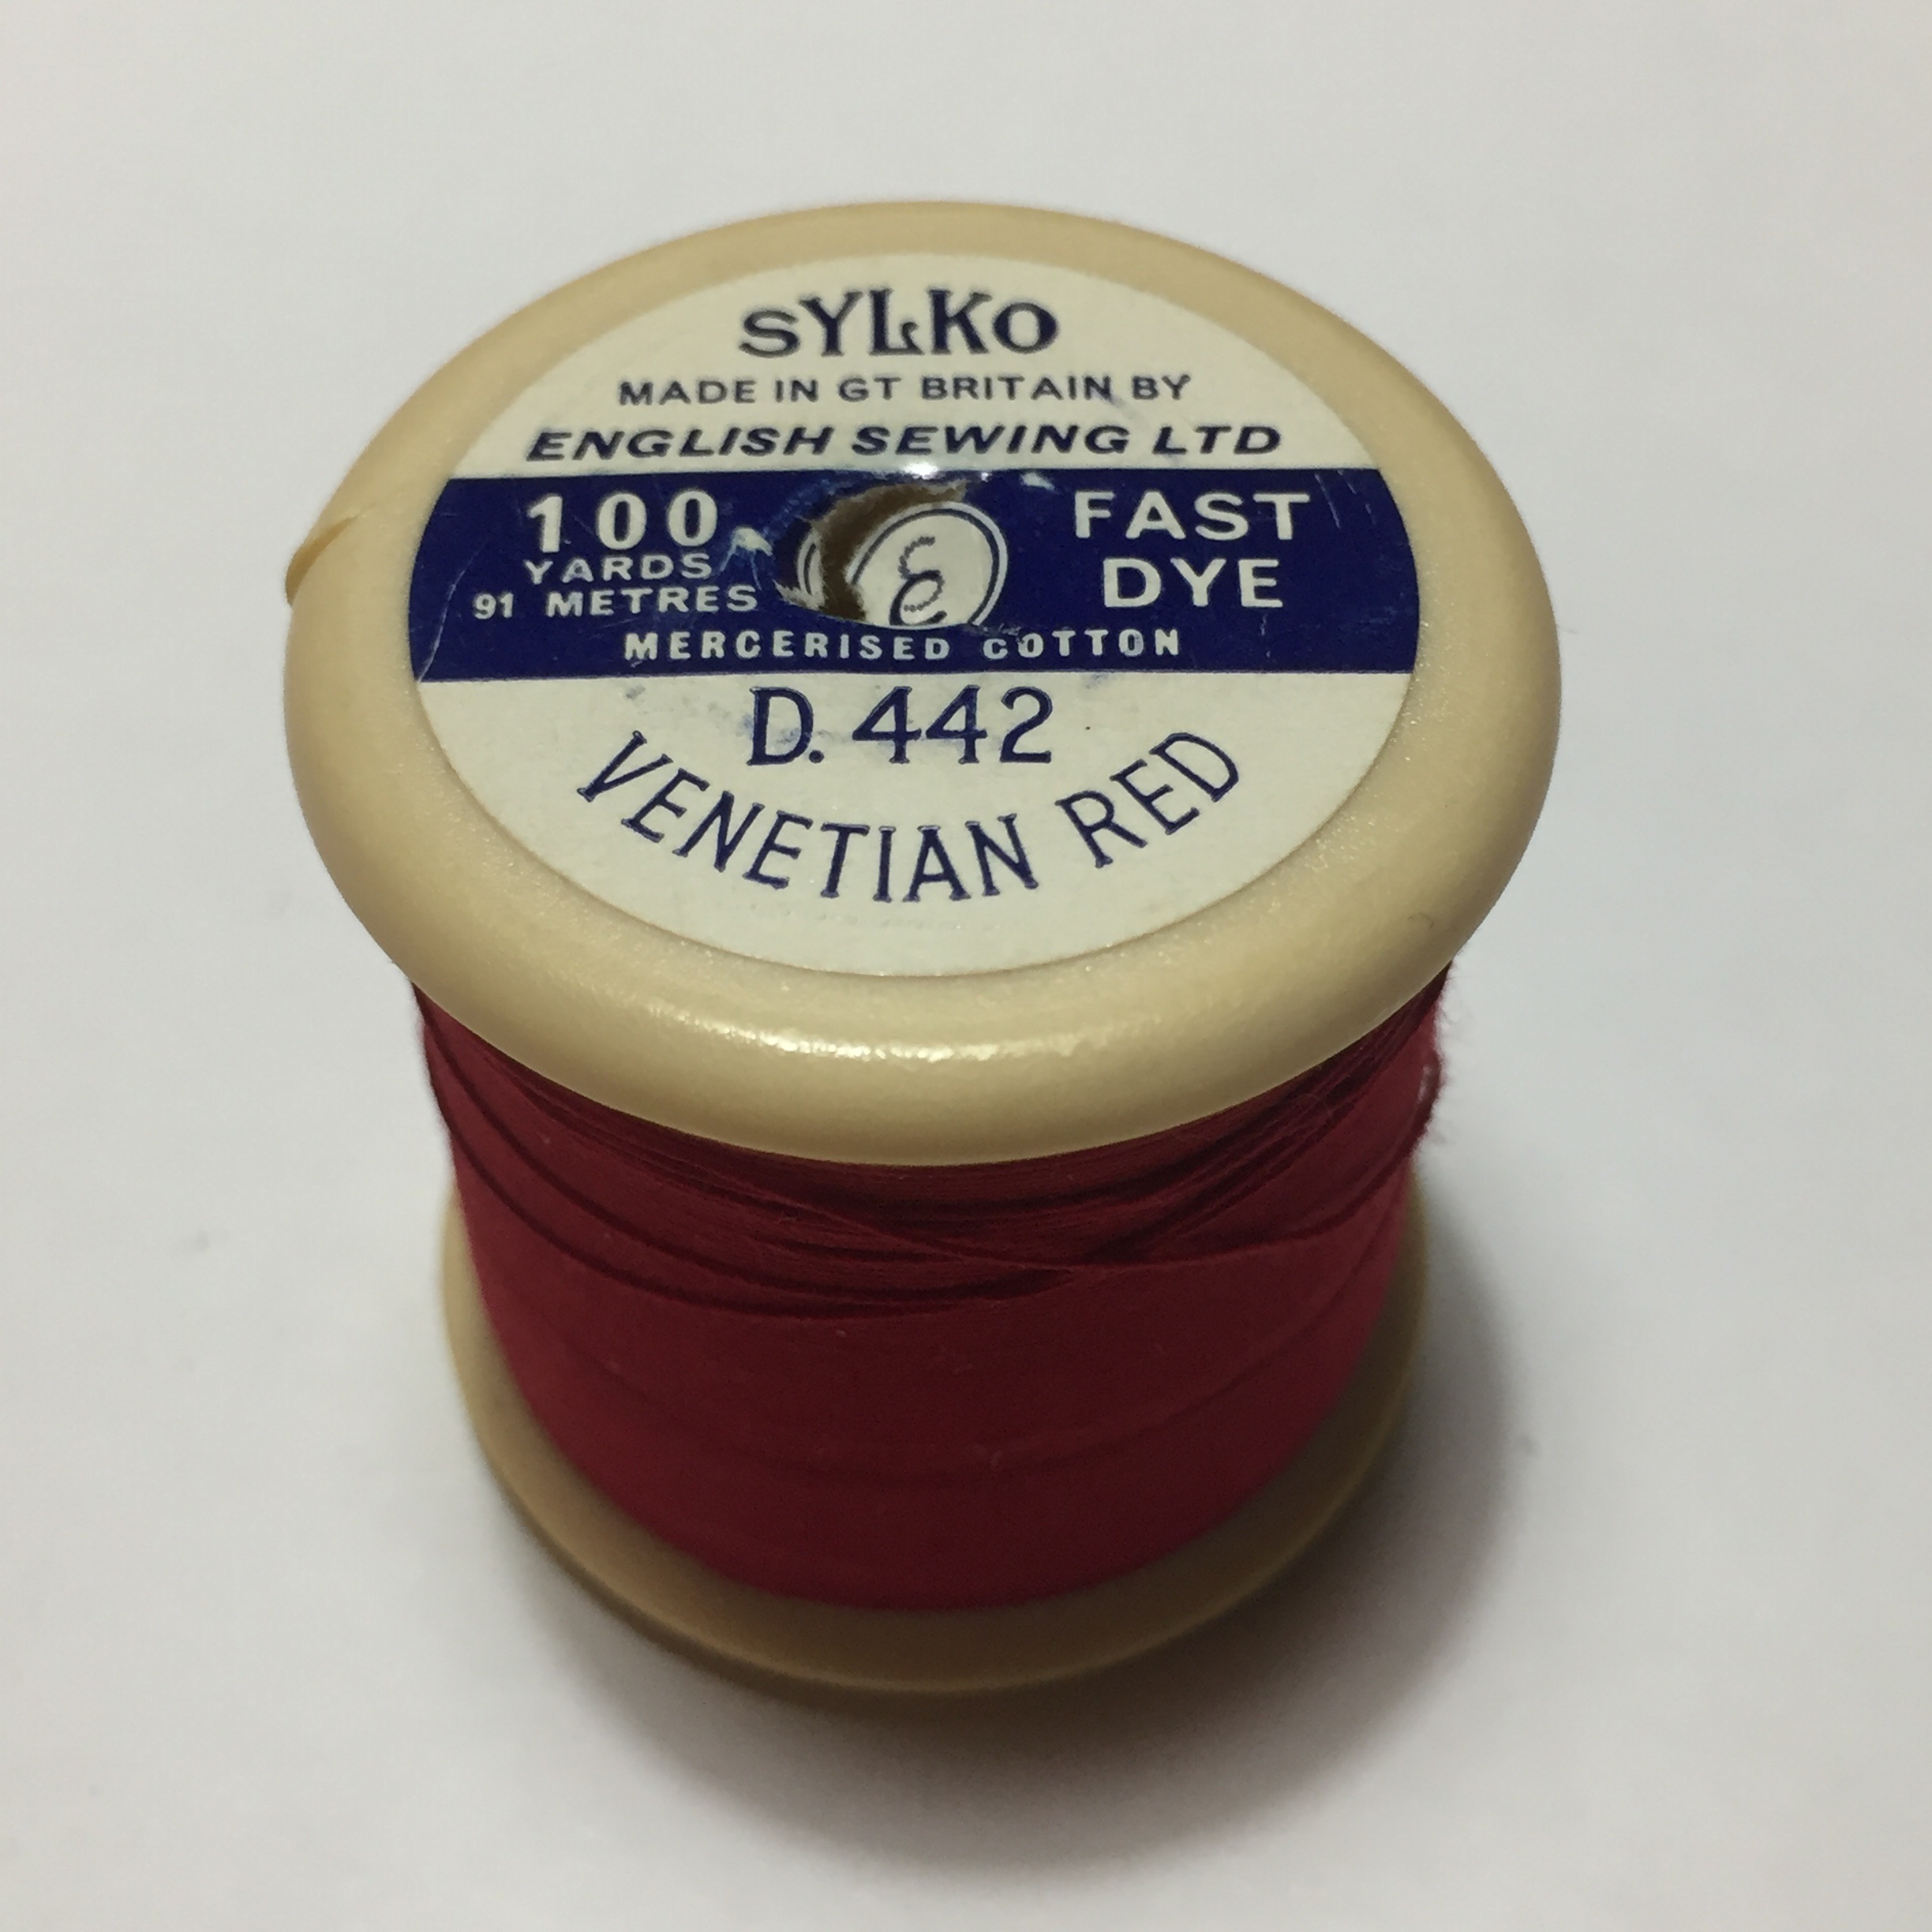 SYLKO
MADE IN GT BRITAIN BY
ENGLISH SEWING LTD
100
YARDS
91 METRES
E
FAST
DYE
MERCERISED COTTON
D. 442
VENETIAN RED